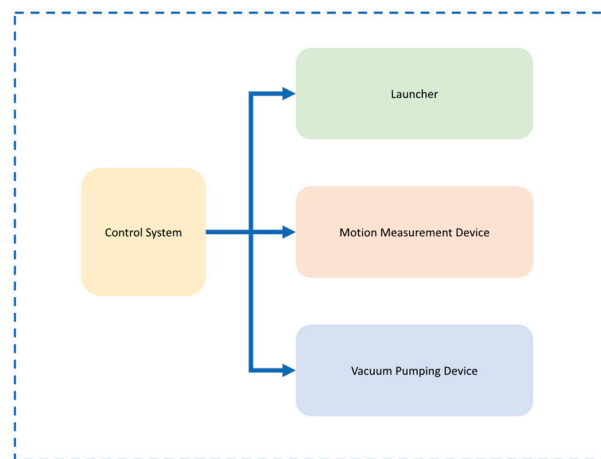 Launcher
Control System
Motion Measurement Device
Vacuum Pumping Device